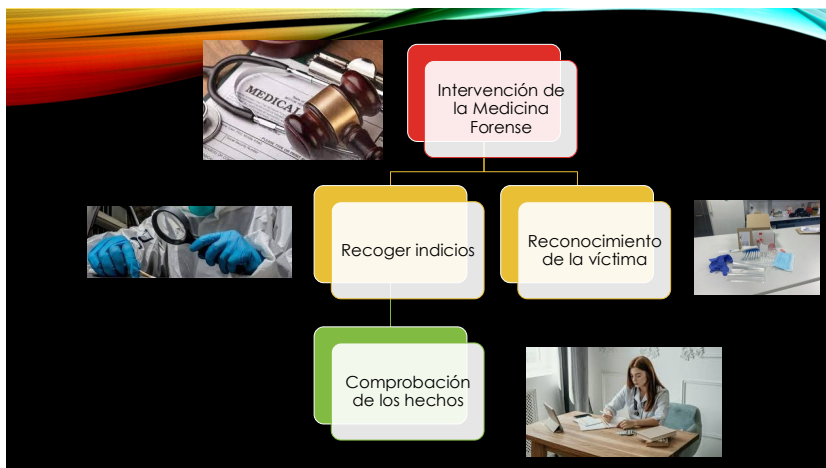 MEDICAL
Intervención de
la Medicina
Forense
Recoger indicios
Reconocimiento
de la víctima
Comprobación
de los hechos